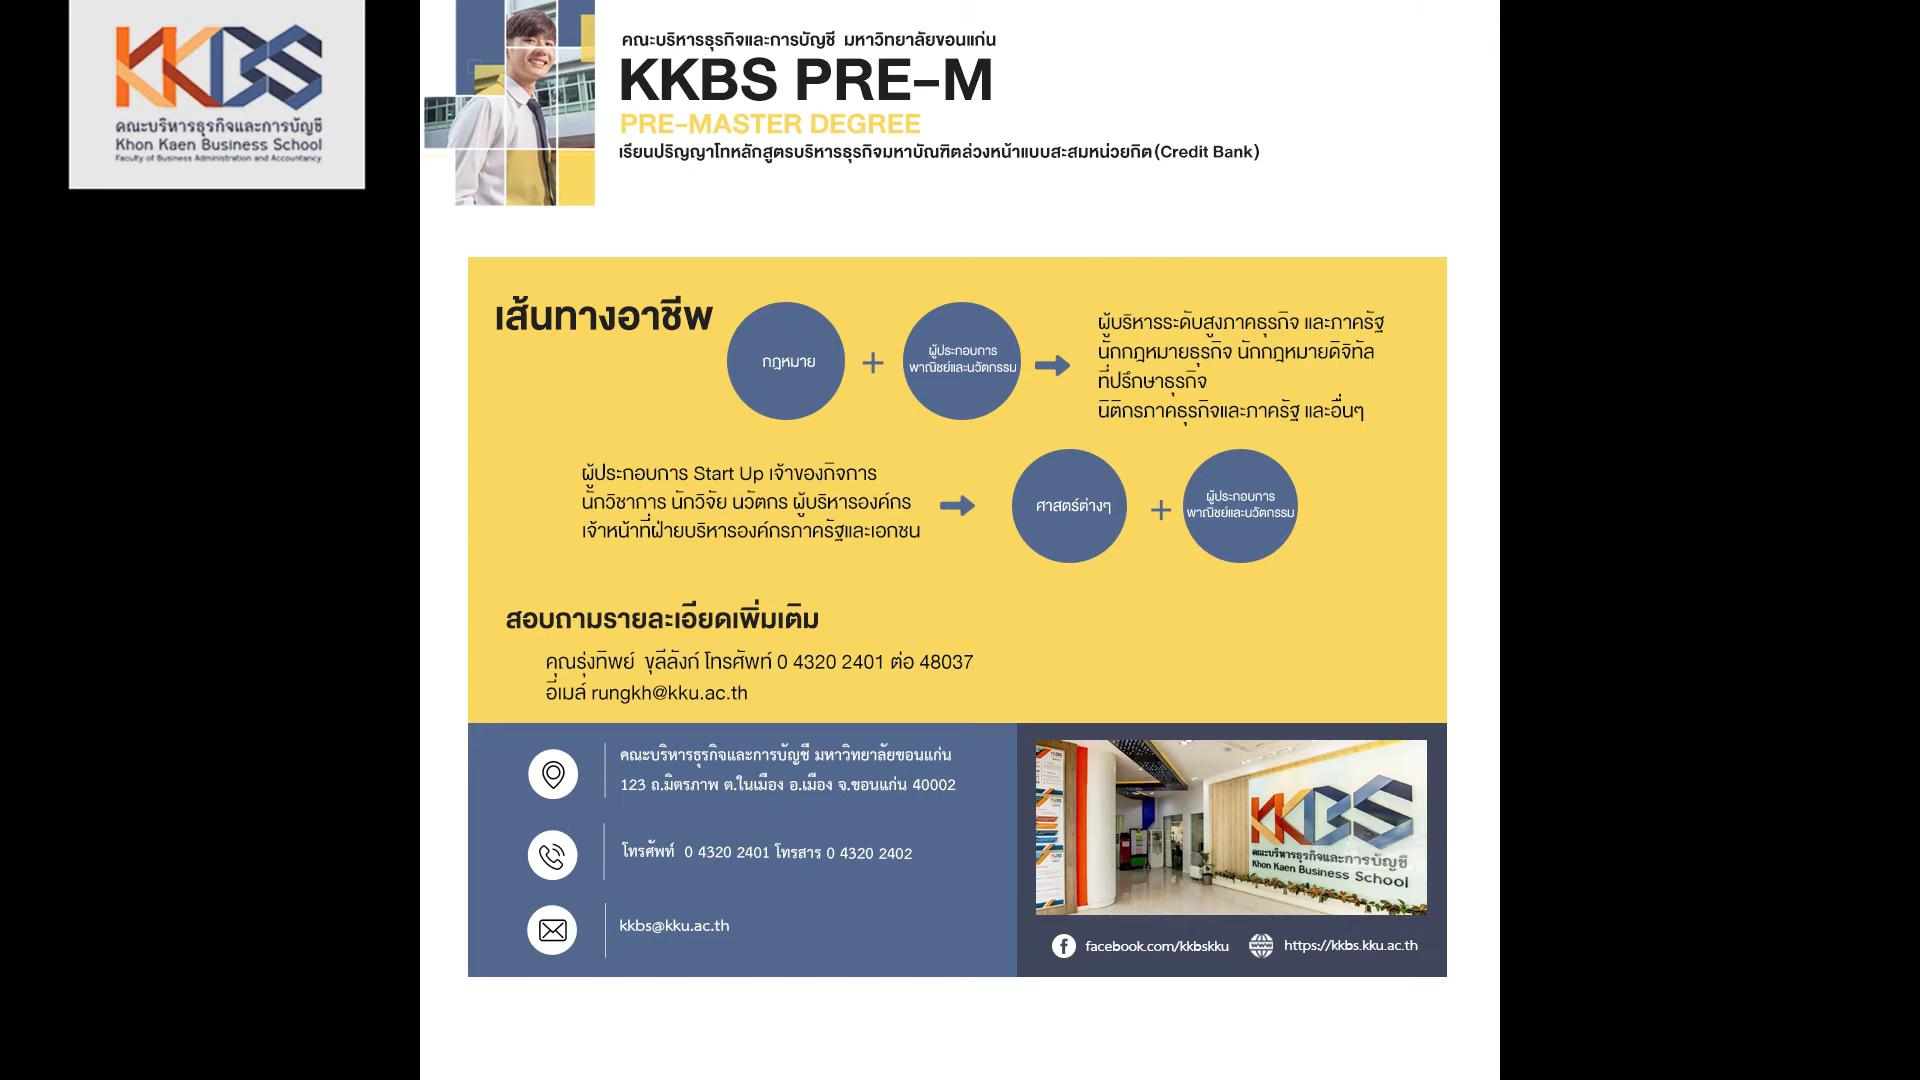 KKBS
คณะบริหารธุรกิจและการบัญชี
Khon Kaen Business School
Faculty of Business Administration and Accountancy
คณะบริหารธุรกิจและการบัญชี มหาวิทยาลัยขอนแก่น
KKBS PRE-M
PRE-MASTER DEGREE
เรียนปริญญาโทหลักสูตรบริหารธุรกิจมหาบัณฑิตล่วงหน้าแบบสะสมหน่วยกิต(Credit Bank)
เส้นทางอาชีพ
กฎหมาย
+
ผู้ประกอบการ
พาณิชย์และนวัตกรรม
ผู้บริหารระดับสูงภาคธุรกิจ และภาครัฐ
นักกฎหมายธุรกิจ นักกฎหมายดิจิทัล
ที่ปรึกษาธุรกิจ
นิติกรภาคธุรกิจและภาครัฐ และอื่นๆ
ผู้ประกอบการ Start Up เจ้าของกิจการ
นักวิชาการ นักวิจัย นวัตกร ผู้บริหารองค์กร
เจ้าหน้าที่ฝ่ายบริหารองค์กรภาครัฐและเอกชน
ศาสตร์ต่างๆ
+
ผู้ประกอบการ
พาณิชย์และนวัตกรรม
สอบถามรายละเอียดเพิ่มเติม
คุณรุ่งทิพย์ ขุลีลังก์ โทรศัพท์ 0 4320 2401 ต่อ 48037
อีเมล์ rungkh@kku.ac.th
คณะบริหารธุรกิจและการบัญชี มหาวิทยาลัยขอนแก่น
123 ถ.มิตรภาพ ต.ในเมือง อ.เมือง จ.ขอนแก่น 40002
โทรศัพท์ 0 4320 2401 โทรสาร 0 4320 2402
kkbs@kku.ac.th
KKBS
คณะบริหารธุรกิจและการบัญชี
Khon Kaen Business School
facebook.com/kkbskku
https://kkbs.kku.ac.th